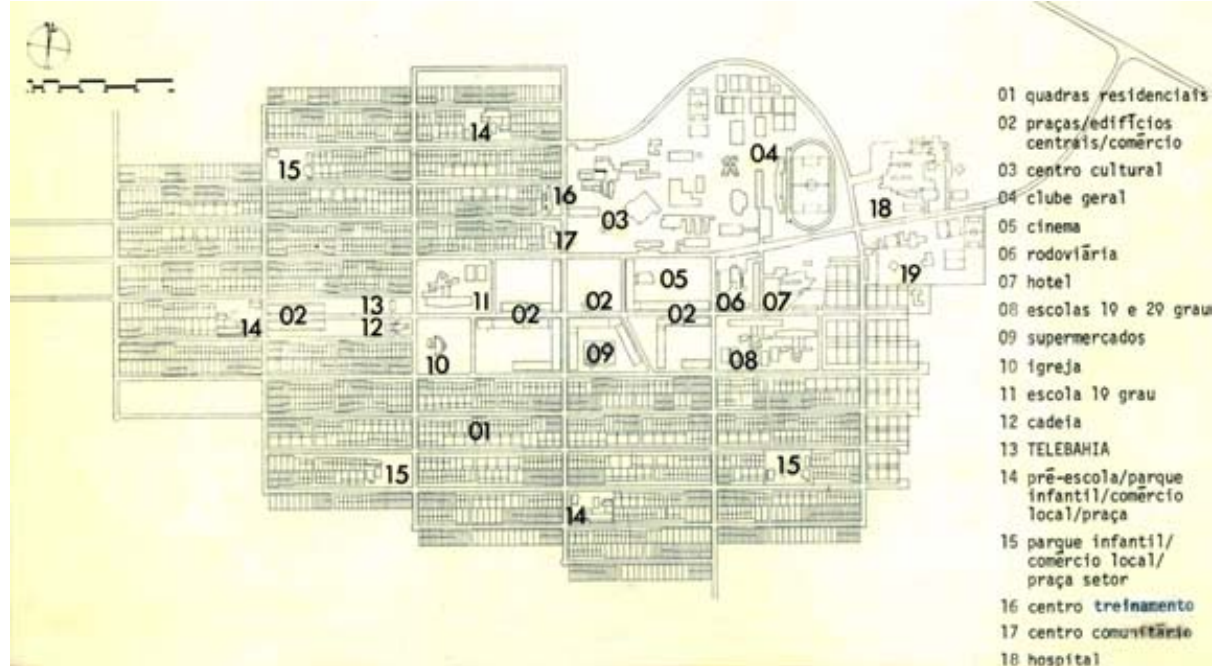 14
15
16
04
03
18
17
05
19
11
02
02
06
07
13
02
14
12
02
10
09
08
01
15
15
14
01 quadras residenciais
02 praças/edifícios
centrais/comércio
03 centro cultural
04 clube geral
05 cinema
06 rodoviária
07 hotel
08 escolas 1º e 2º grau
09 supermercados
10 igreja
11 escola 1º grau
12 cadeia
13 TELEBAHIA
14 pré-escola/parque
infantil/comércio
local/praça
15 parque infantil/
comércio local/
praça setor
16 centro treinamento
17 centro comunitário
18 hospital